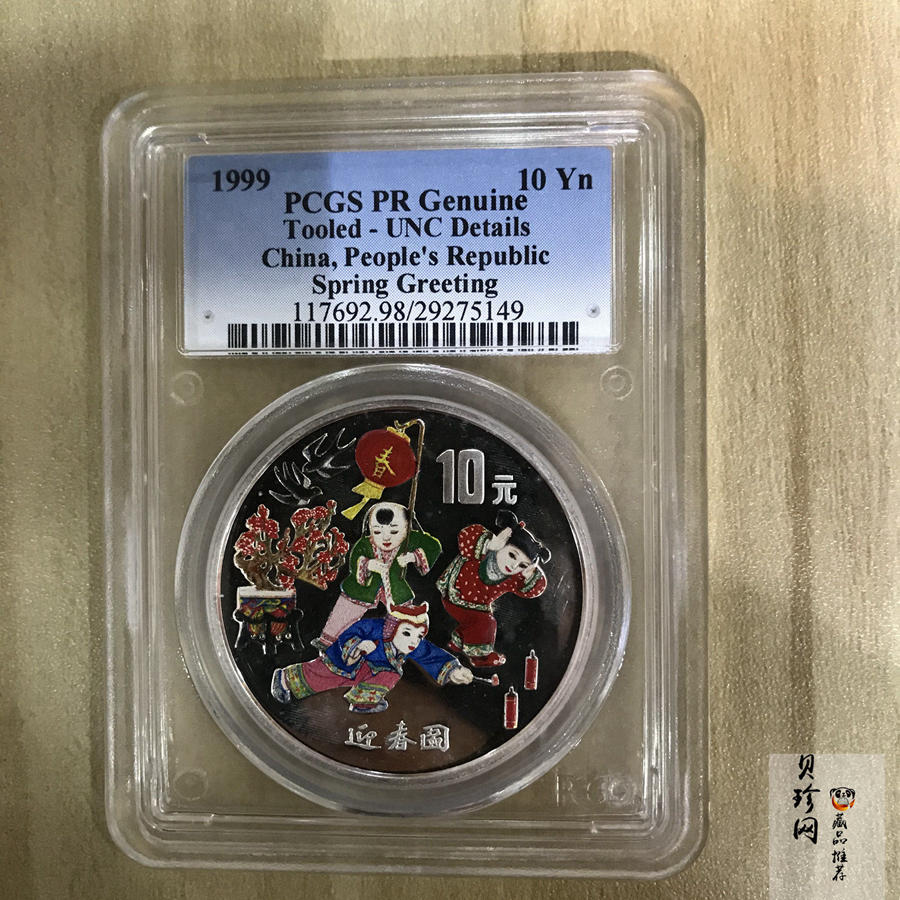 1999 10 Yn
PCGS PR Genuine
Tooled - UNC Details
China, People's Republic
Spring Greeting
117692.98/29275149
春
10元
迎春图
PCGS
贝珍网
藏品推荐